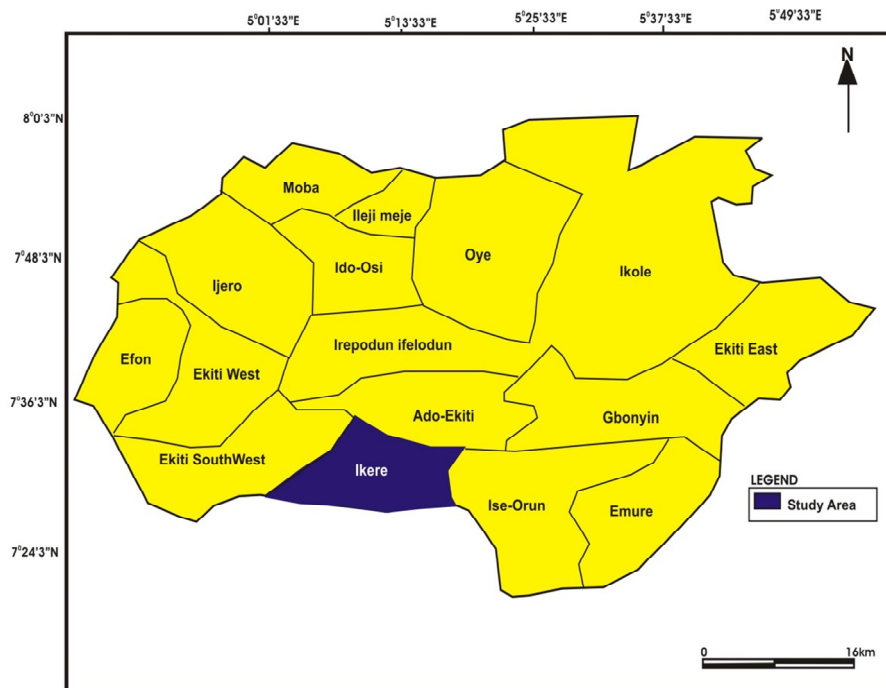 5°01'33"E
5°13'33"E
5°25'33"E
5°37'33"E
5°49'33"E
N
8°0'3"N
Moba
Ileji meje
7°48'3"N
Oye
Ido-Osi
Ikole
Ijero
Irepodun ifelodun
Ekiti East
Efon
Ekiti West
7°36'3"N
Ado-Ekiti
Gbonyin
Ekiti SouthWest
Ikere
LEGEND
Study Area
Ise-Orun
Emure
7°24'3"N
0
16km